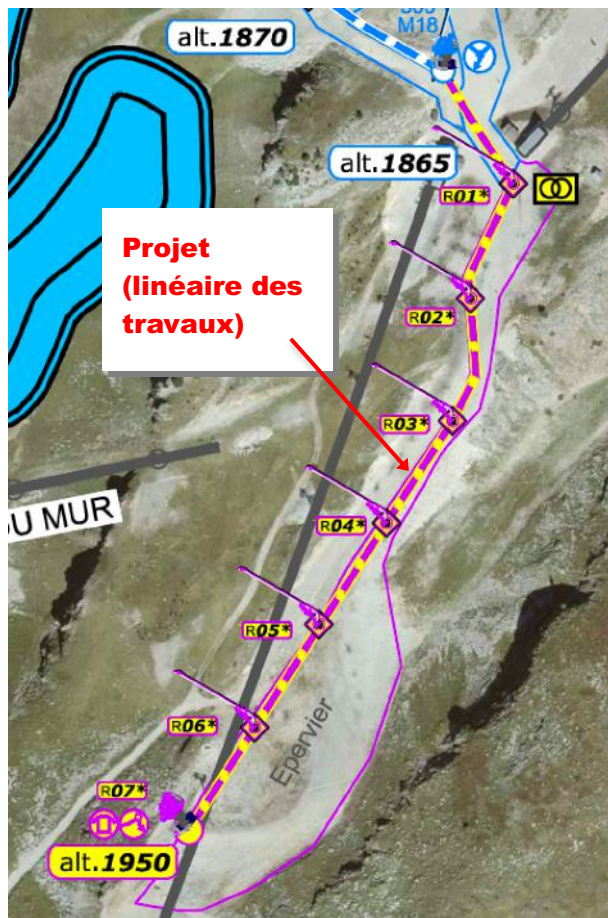 M18
alt.1870
alt.1865
R01*
Projet
(linéaire des
travaux)
R02*
R03*
U MUR
R04*
R05*
Epervier
R06*
R07*
alt.1950